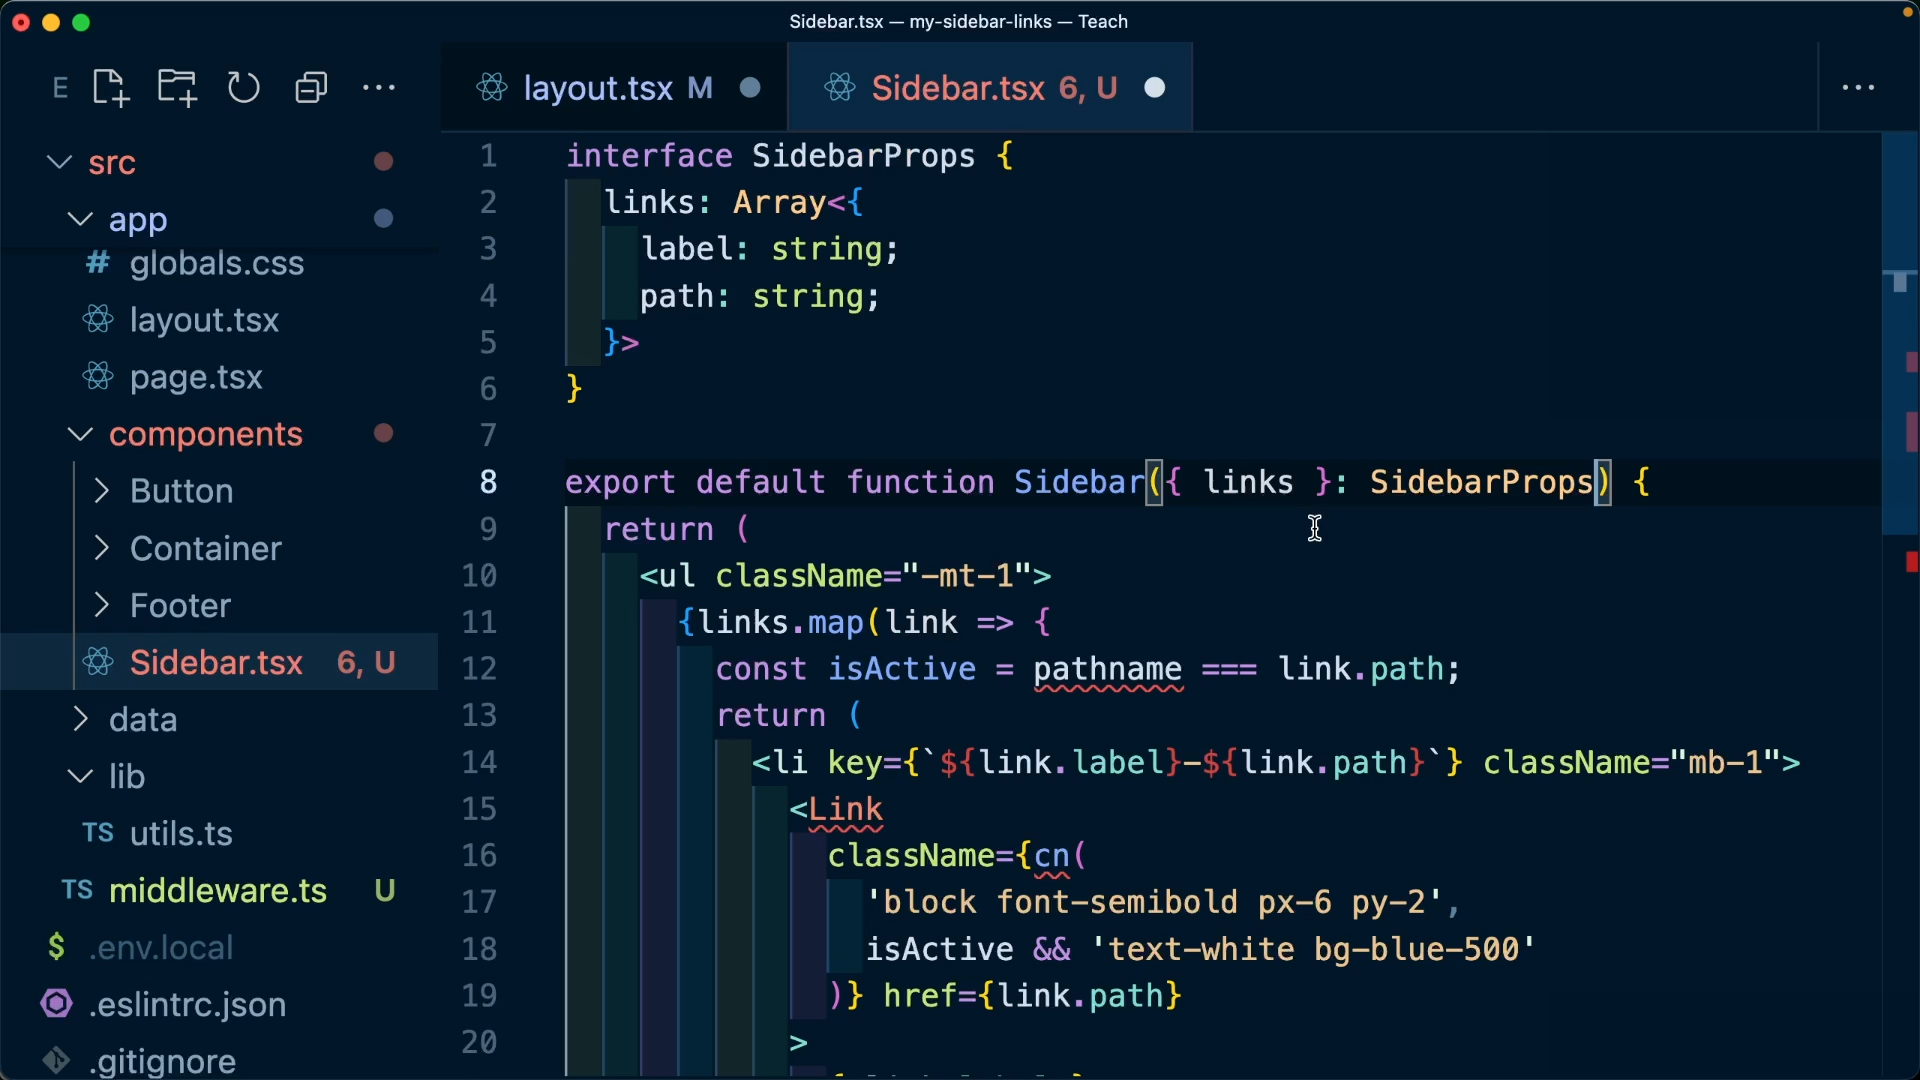 Sidebar.tsx — my-sidebar-links — Teach
E
layout.tsx M
Sidebar.tsx 6, U
src
app
globals.css
layout.tsx
page.tsx
components
Button
Container
Footer
Sidebar.tsx 6, U
data
lib
TS utils.ts
TS middleware.ts U
$ .env.local
.eslintrc.json
.gitignore
1 interface SidebarProps {
2 links: Array<{
3 label: string;
4 path: string;
5 }>
6 }
7
8 export default function Sidebar({ links }: SidebarProps) {
9 return (
10 <ul className="-mt-1">
11 {links.map(link => {
12 const isActive = pathname === link.path;
13 return (
14 <li key={`${link.label}-${link.path}`} className="mb-1">
15 <Link
16 className={cn(
17 'block font-semibold px-6 py-2',
18 isActive && 'text-white bg-blue-500'
19 )} href={link.path}
20 >